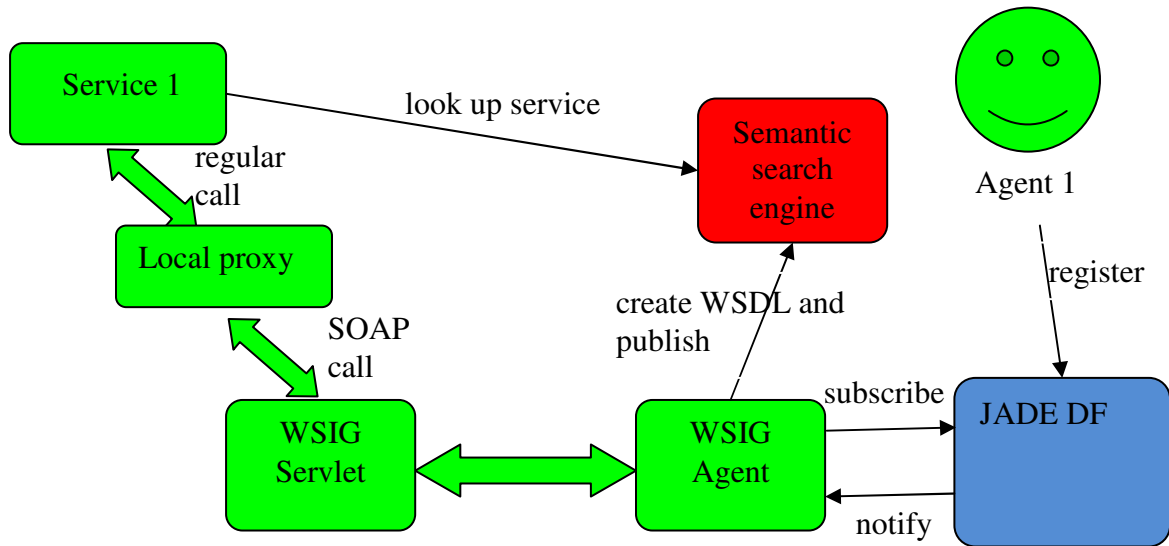 Service 1
look up service
Semantic
search
engine
Agent 1
regular
call
Local proxy
register
create WSDL and
publish
SOAP
call
WSIG
Servlet
WSIG
Agent
subscribe
JADE DF
notify